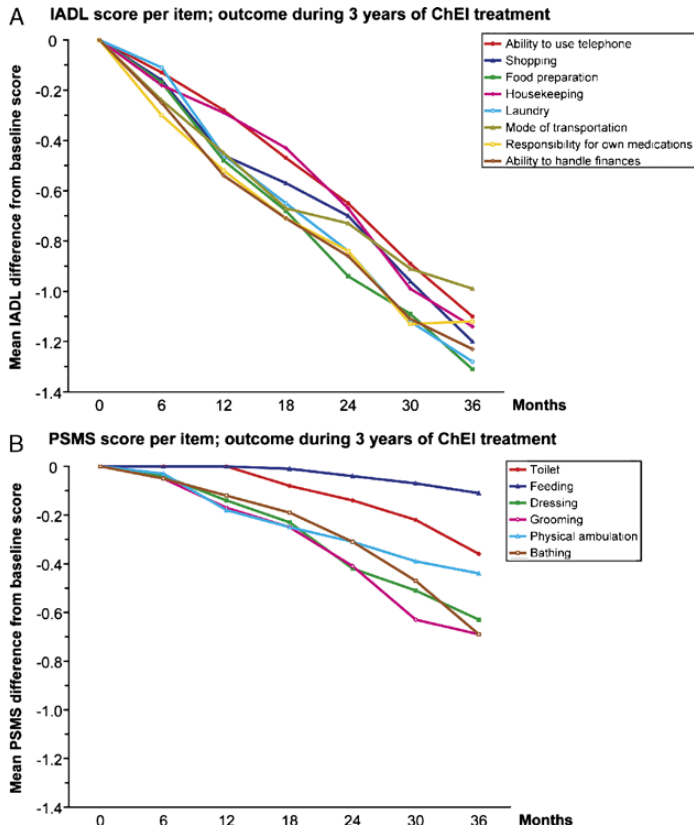 A IADL score per item; outcome during 3 years of ChEI treatment
Mean IADL difference from baseline score
0
-0.2
-0.4
-0.6
-0.8
-1.0
-1.2
-1.4
0 6 12 18 24 30 36 Months
Ability to use telephone
Shopping
Food preparation
Housekeeping
Laundry
Mode of transportation
Responsibility for own medications
Ability to handle finances
B PSMS score per item; outcome during 3 years of ChEI treatment
Mean PSMS difference from baseline score
0
-0.2
-0.4
-0.6
-0.8
-1.0
-1.2
-1.4
0 6 12 18 24 30 36 Months
Toilet
Feeding
Dressing
Grooming
Physical ambulation
Bathing